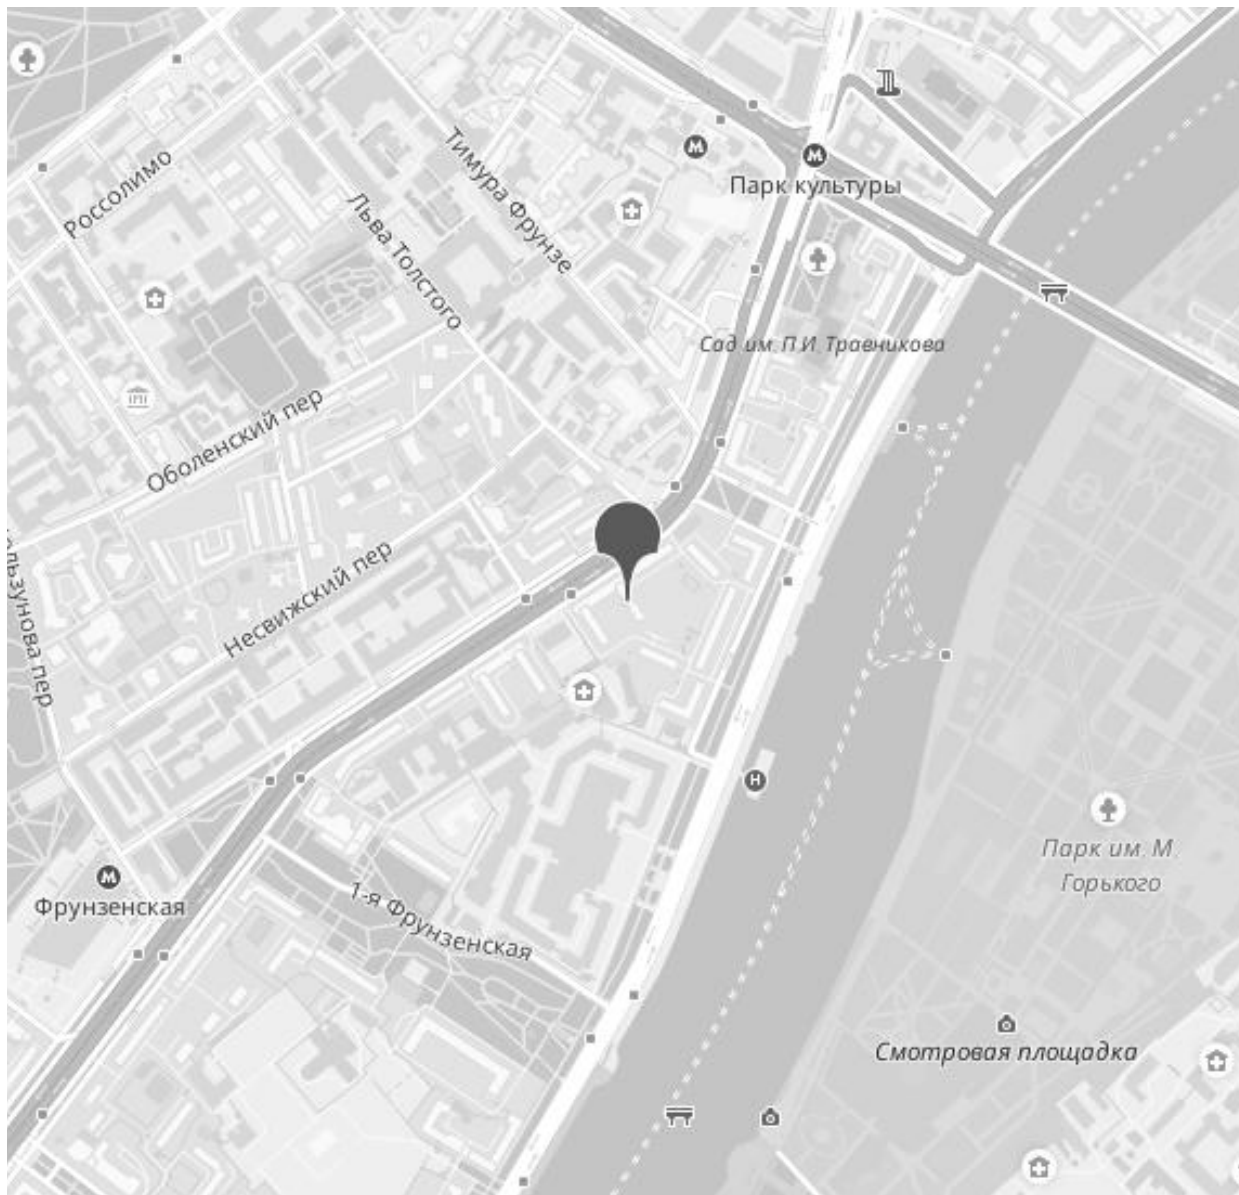 Россолимо
Тимура Фрунзе
Льва Толстого
М
М
Парк культуры
Сад им. П.И. Травникова
Оболенский пер
Несвижский пер
пер
Н
Парк им. М.
Горького
М
Фрунзенская
1-я Фрунзенская
Смотровая площадка